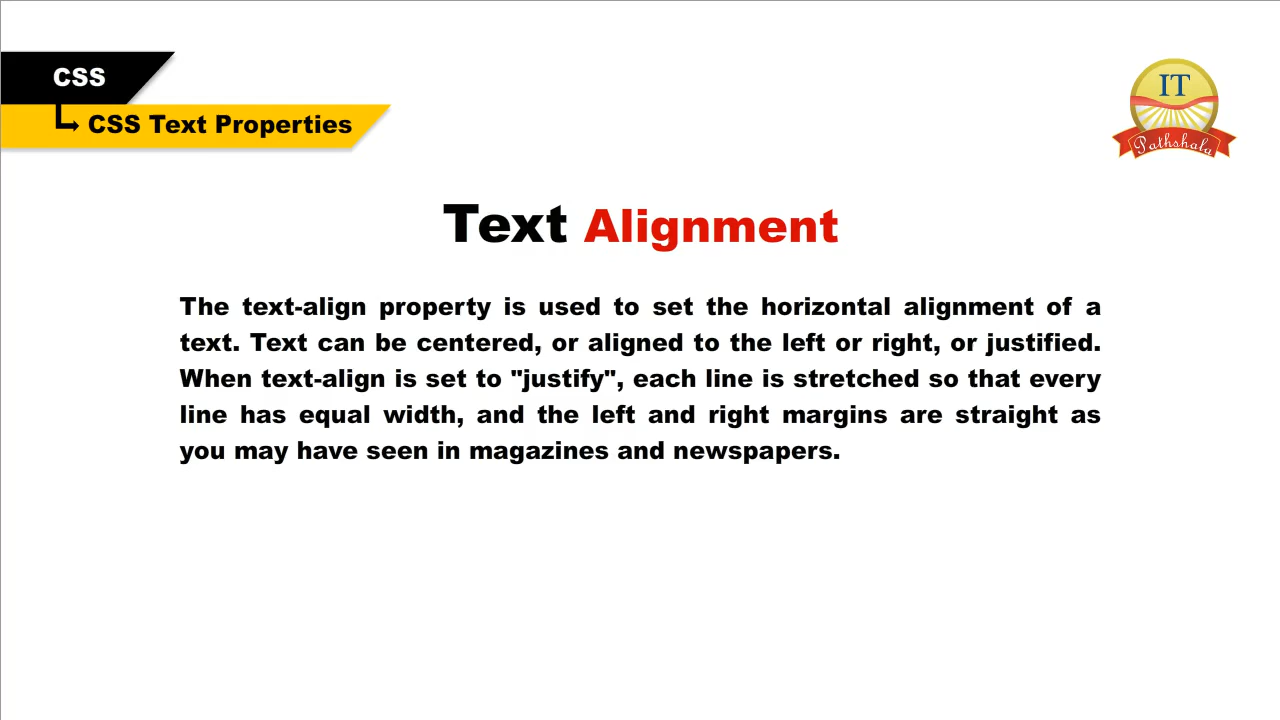 CSS
CSS Text Properties
IT
Pathshala
Text Alignment
The text-align property is used to set the horizontal alignment of a
text. Text can be centered, or aligned to the left or right, or justified.
When text-align is set to "justify", each line is stretched so that every
line has equal width, and the left and right margins are straight as
you may have seen in magazines and newspapers.